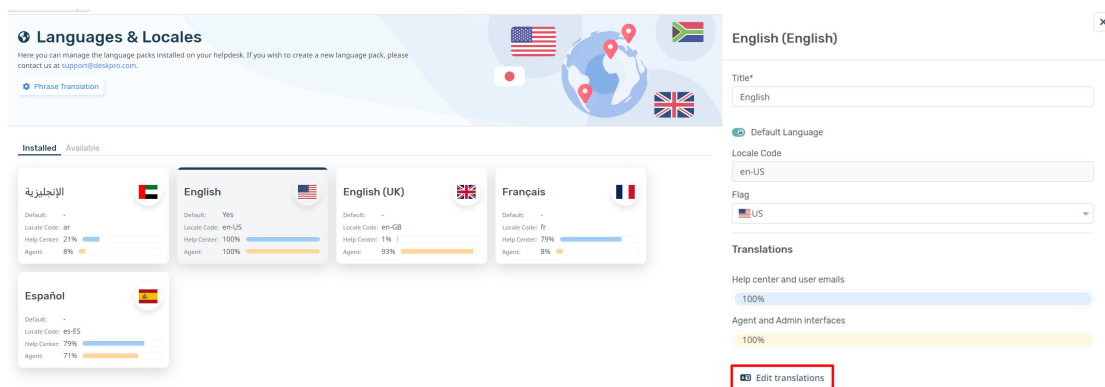 Languages & Locales
Here you can manage the language packs installed on your helpdesk. If you wish to create a new language pack, please
contact us at support@deskpro.com.
Phrase Translation
Installed Available
الإنجليزية
Default: -
Locale Code: ar
Help Center: 21%
Agent: 8%
English
Default: Yes
Locale Code: en-US
Help Center: 100%
Agent: 100%
English (UK)
Default: -
Locale Code: en-GB
Help Center: 1%
Agent: 93%
Français
Default: -
Locale Code: fr
Help Center: 79%
Agent: 8%
Español
Default: -
Locale Code: es-ES
Help Center: 79%
Agent: 71%
English (English)
Title*
English
Default Language
Locale Code
en-US
Flag
US
Translations
Help center and user emails
100%
Agent and Admin interfaces
100%
Edit translations